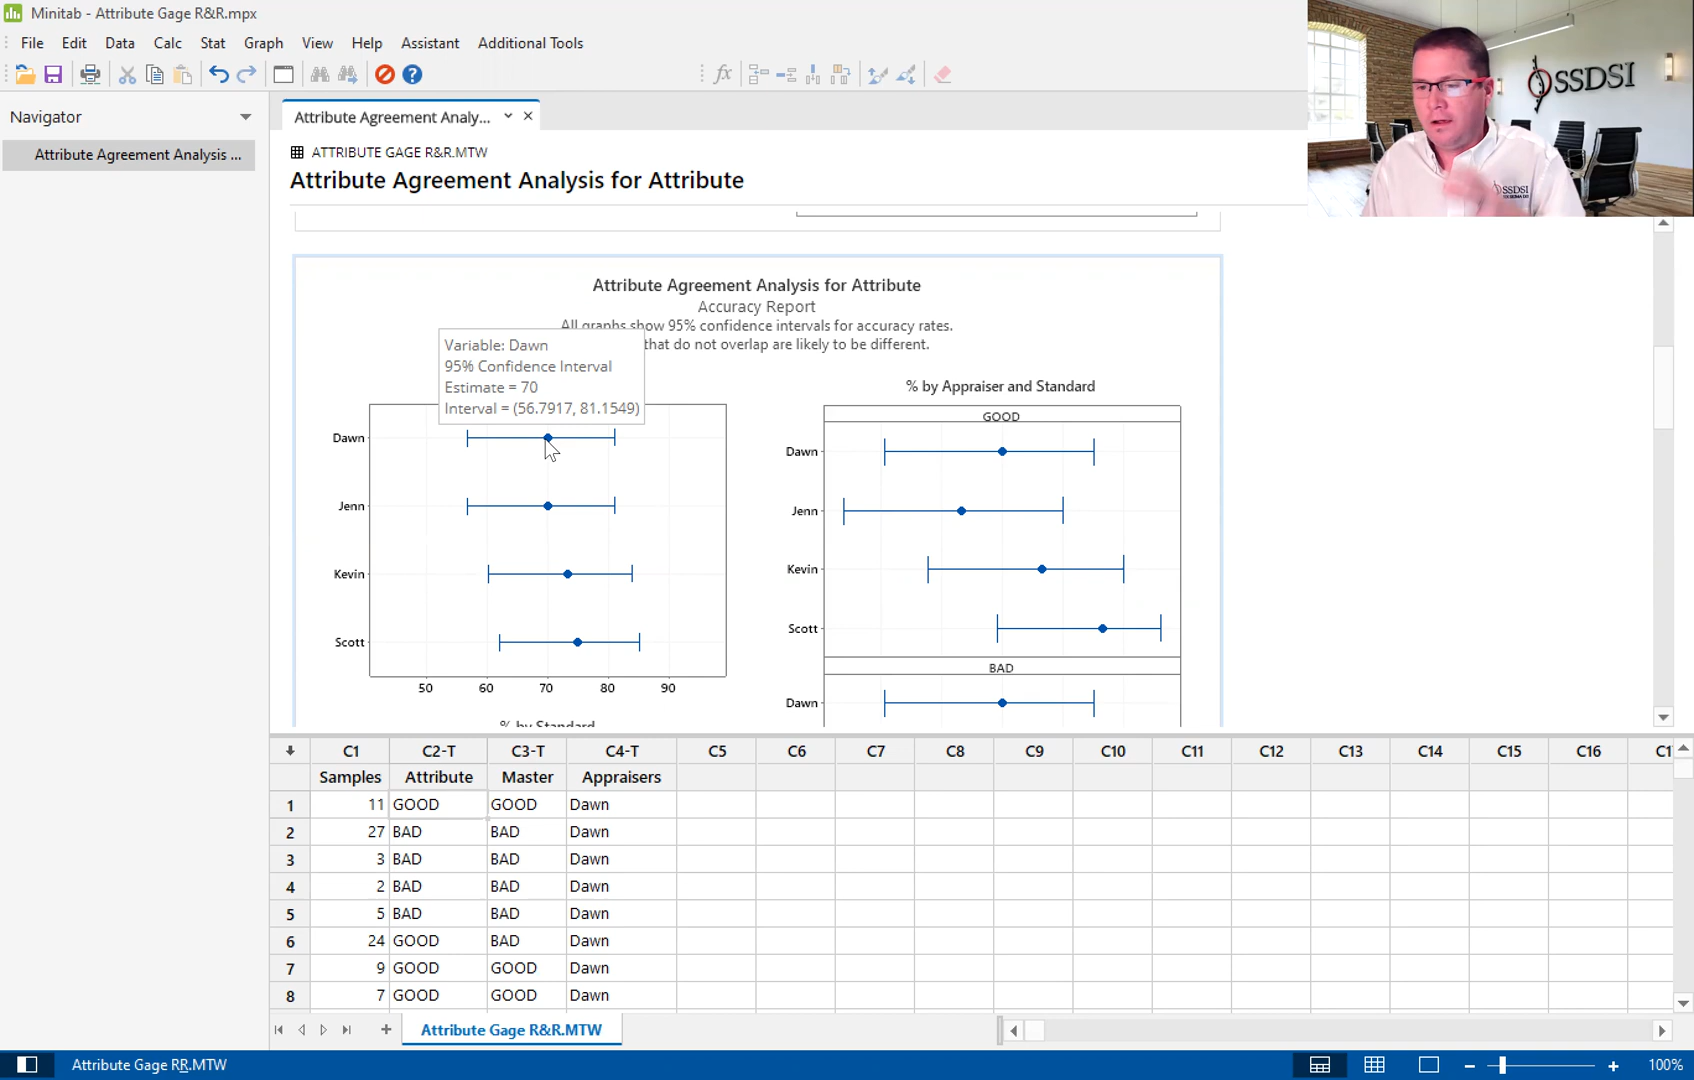 Minitab - Attribute Gage R&R.mpx
File Edit Data Calc Stat Graph View Help Assistant Additional Tools
SSDSI
SSDSI
fx
Navigator
Attribute Agreement Analysis ...
Attribute Agreement Analy...
ATTRIBUTE GAGE R&R.MTW
Attribute Agreement Analysis for Attribute
Attribute Agreement Analysis for Attribute
Accuracy Report
All graphs show 95% confidence intervals for accuracy rates.
that do not overlap are likely to be different.
Variable: Dawn
95% Confidence Interval
Estimate = 70
Interval = (56.7917, 81.1549)
Dawn
Jenn
Kevin
Scott
50 60 70 80 90
% by Standard
% by Appraiser and Standard
GOOD
Dawn
Jenn
Kevin
Scott
BAD
Dawn
C1 C2-T C3-T C4-T C5 C6 C7 C8 C9 C10 C11 C12 C13 C14 C15 C16
Samples Attribute Master Appraisers
1 11 GOOD GOOD Dawn
2 27 BAD BAD Dawn
3 3 BAD BAD Dawn
4 2 BAD BAD Dawn
5 5 BAD BAD Dawn
6 24 GOOD BAD Dawn
7 9 GOOD GOOD Dawn
8 7 GOOD GOOD Dawn
Attribute Gage R&R.MTW
Attribute Gage RR.MTW
100%